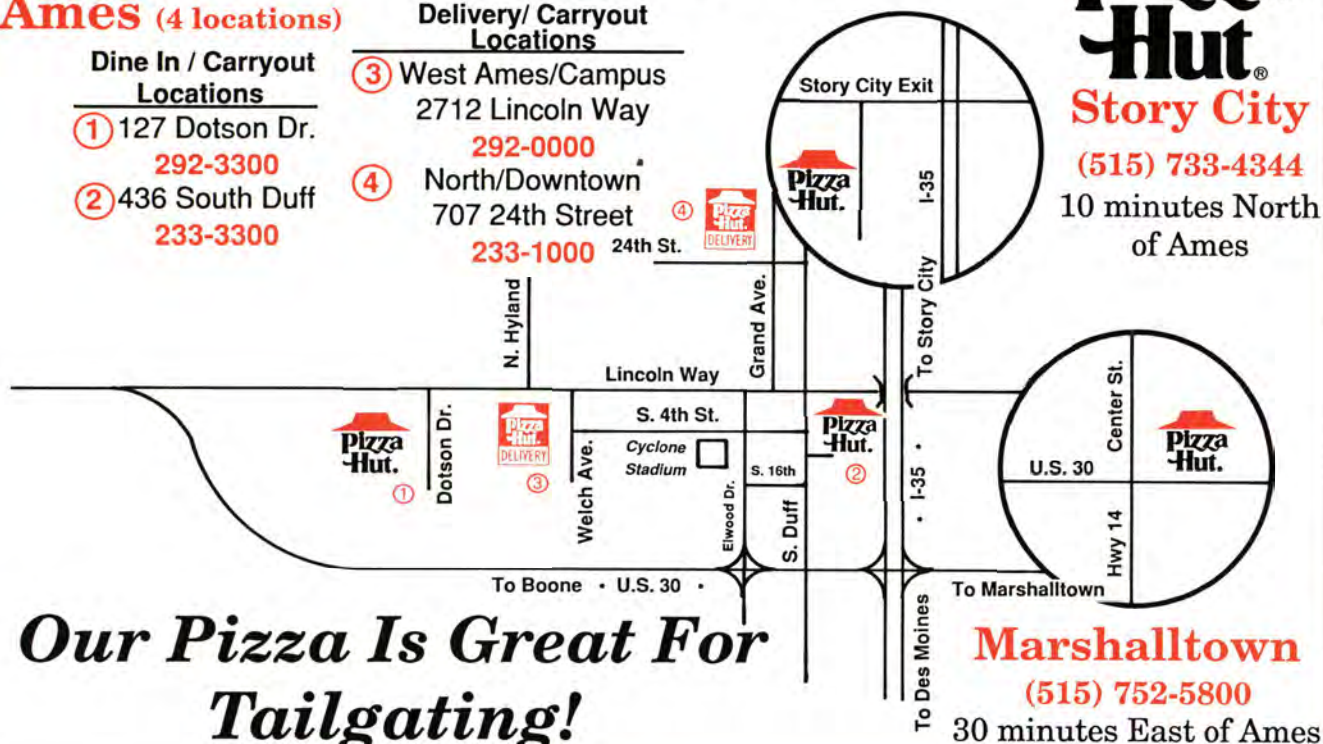 Ames (4 locations)
Dine In / Carryout
Locations
① 127 Dotson Dr.
292-3300
② 436 South Duff
233-3300
Delivery/ Carryout
Locations
③ West Ames/Campus
2712 Lincoln Way
292-0000
④ North/Downtown
707 24th Street
233-1000
Hut®
Story City
(515) 733-4344
10 minutes North
of Ames
Story City Exit
Pizza
Hut.
I-35
④
Pizza
Hut.
DELIVERY
24th St.
N. Hyland
Grand Ave.
To Story City
Lincoln Way
Pizza
Hut.
①
Dotson Dr.
Pizza
Hut.
DELIVERY
③
Welch Ave.
S. 4th St.
Cyclone
Stadium
S. 16th
Elwood Dr.
S. Duff
Pizza
Hut.
②
· I-35 ·
Center St.
U.S. 30
Pizza
Hut.
Hwy 14
To Boone · U.S. 30 ·
To Marshalltown
To Des Moines
Our Pizza Is Great For
Tailgating!
Marshalltown
(515) 752-5800
30 minutes East of Ames